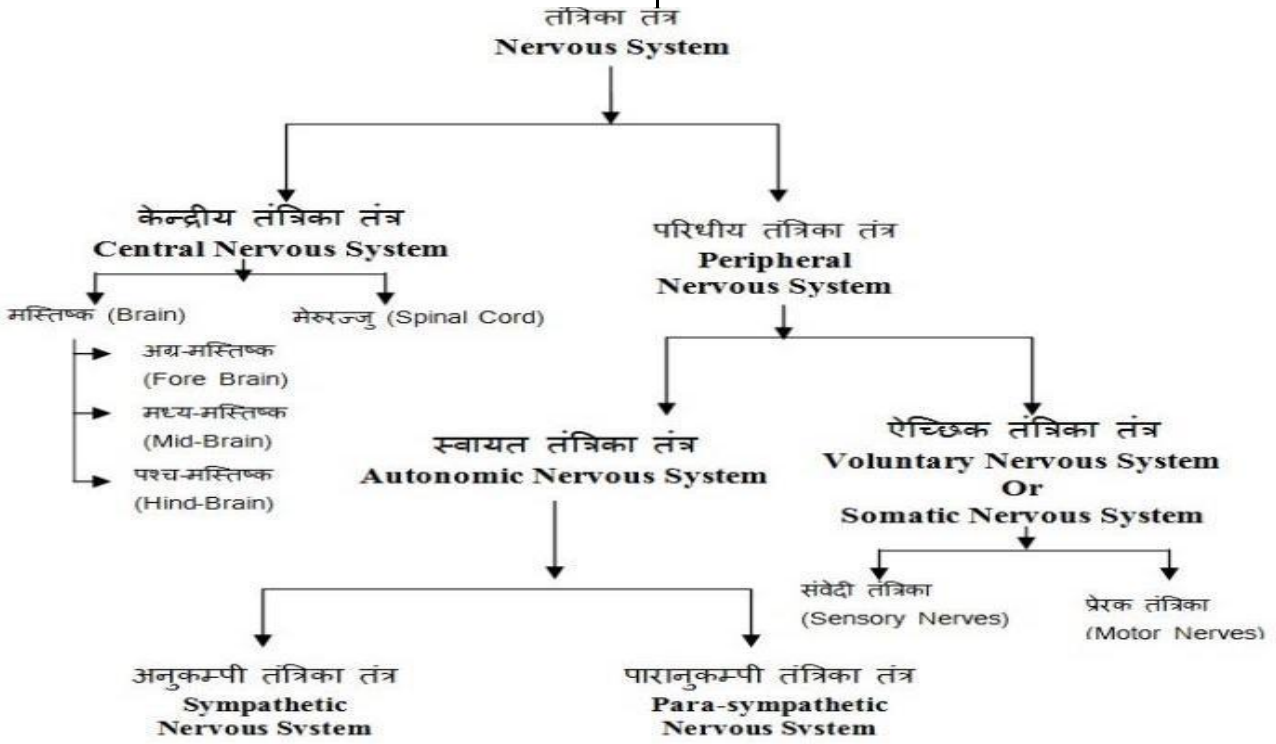 तंत्रिका तंत्र
Nervous System
केन्द्रीय तंत्रिका तंत्र
Central Nervous System
मस्तिष्क (Brain)
मेरुरज्जु (Spinal Cord)
अग्र-मस्तिष्क
(Fore Brain)
मध्य-मस्तिष्क
(Mid-Brain)
पश्च-मस्तिष्क
(Hind-Brain)
परिधीय तंत्रिका तंत्र
Peripheral
Nervous System
स्वायत तंत्रिका तंत्र
Autonomic Nervous System
ऐच्छिक तंत्रिका तंत्र
Voluntary Nervous System
Or
Somatic Nervous System
संवेदी तंत्रिका
(Sensory Nerves)
प्रेरक तंत्रिका
(Motor Nerves)
अनुकम्पी तंत्रिका तंत्र
Sympathetic
Nervous System
पारानुकम्पी तंत्रिका तंत्र
Para-sympathetic
Nervous System